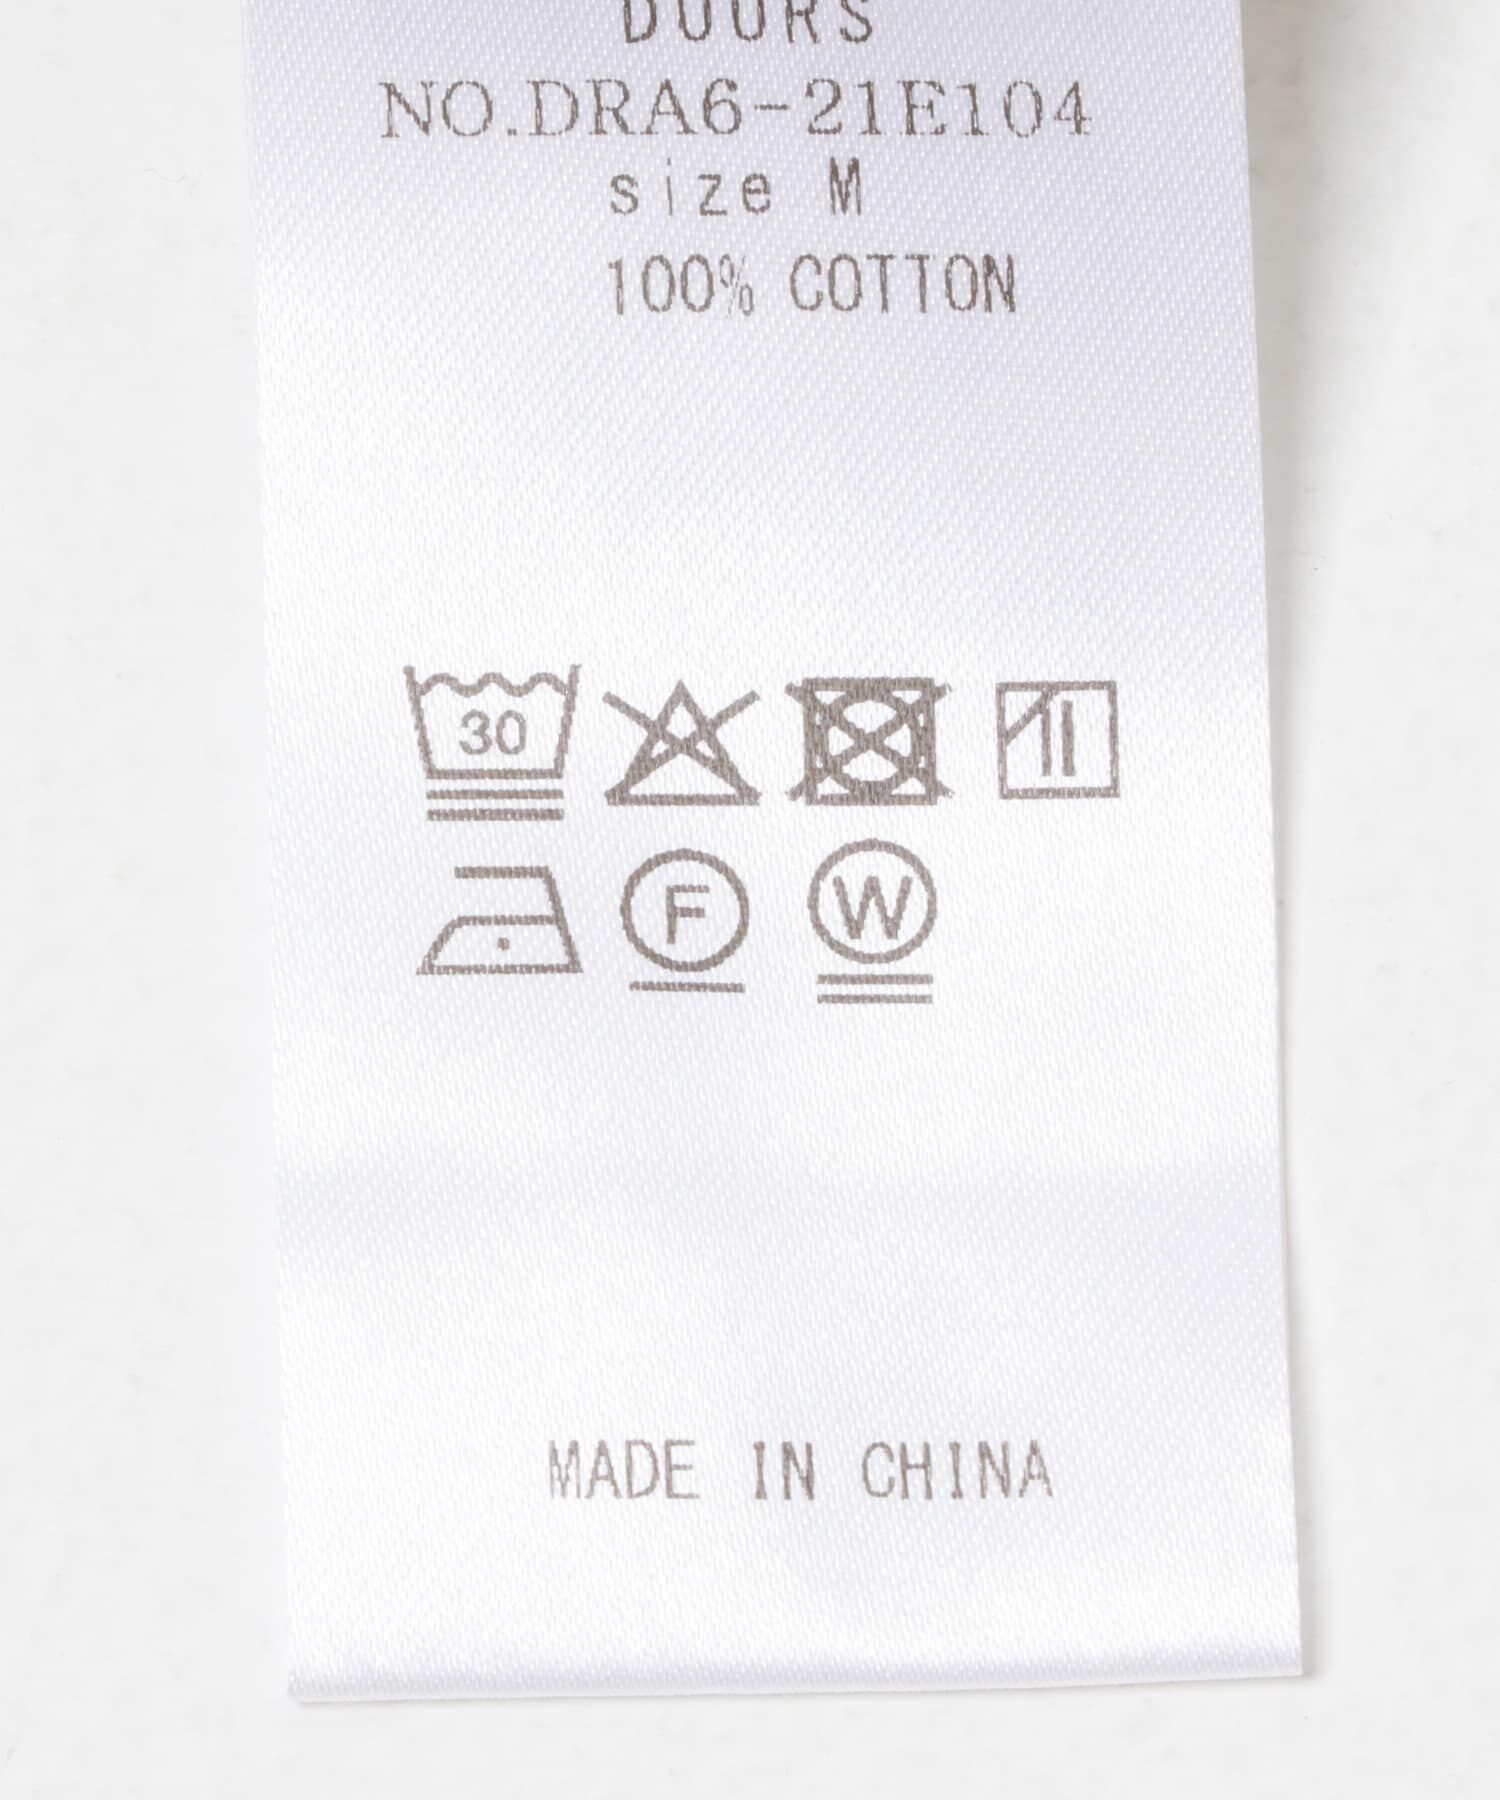 DOORS
NO.DRA6-21E104
size M
100% COTTON
30
F W
MADE IN CHINA